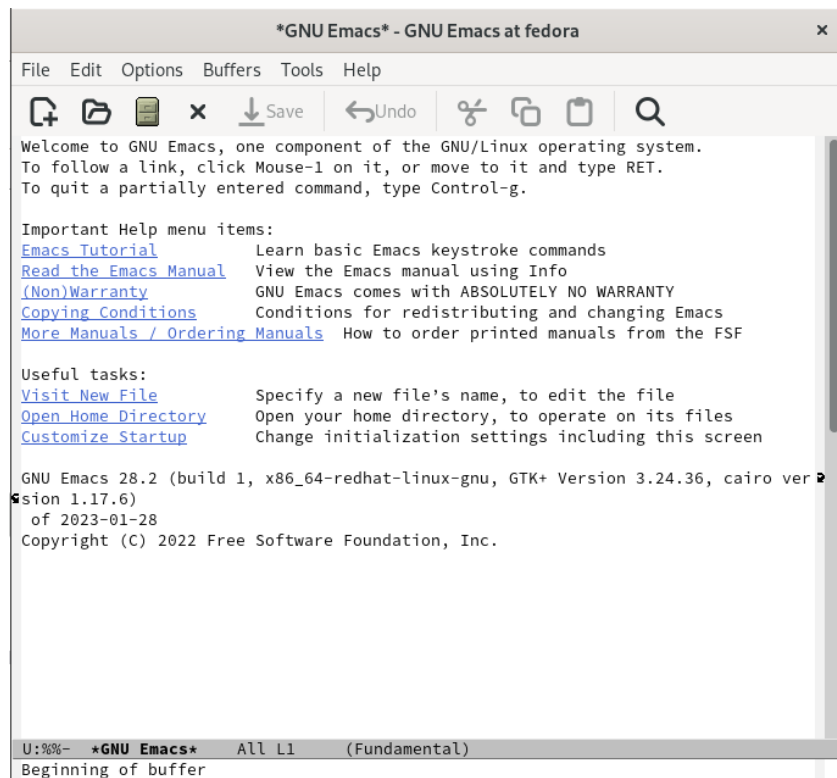 *GNU Emacs* - GNU Emacs at fedora ×
File Edit Options Buffers Tools Help
Save Undo
Welcome to GNU Emacs, one component of the GNU/Linux operating system.
To follow a link, click Mouse-1 on it, or move to it and type RET.
To quit a partially entered command, type Control-g.
Important Help menu items:
Emacs Tutorial Learn basic Emacs keystroke commands
Read the Emacs Manual View the Emacs manual using Info
(Non)Warranty GNU Emacs comes with ABSOLUTELY NO WARRANTY
Copying Conditions Conditions for redistributing and changing Emacs
More Manuals / Ordering Manuals How to order printed manuals from the FSF
Useful tasks:
Visit New File Specify a new file’s name, to edit the file
Open Home Directory Open your home directory, to operate on its files
Customize Startup Change initialization settings including this screen
GNU Emacs 28.2 (build 1, x86_64-redhat-linux-gnu, GTK+ Version 3.24.36, cairo ver
sion 1.17.6)
of 2023-01-28
Copyright (C) 2022 Free Software Foundation, Inc.
U:%%- *GNU Emacs* All L1 (Fundamental)
Beginning of buffer